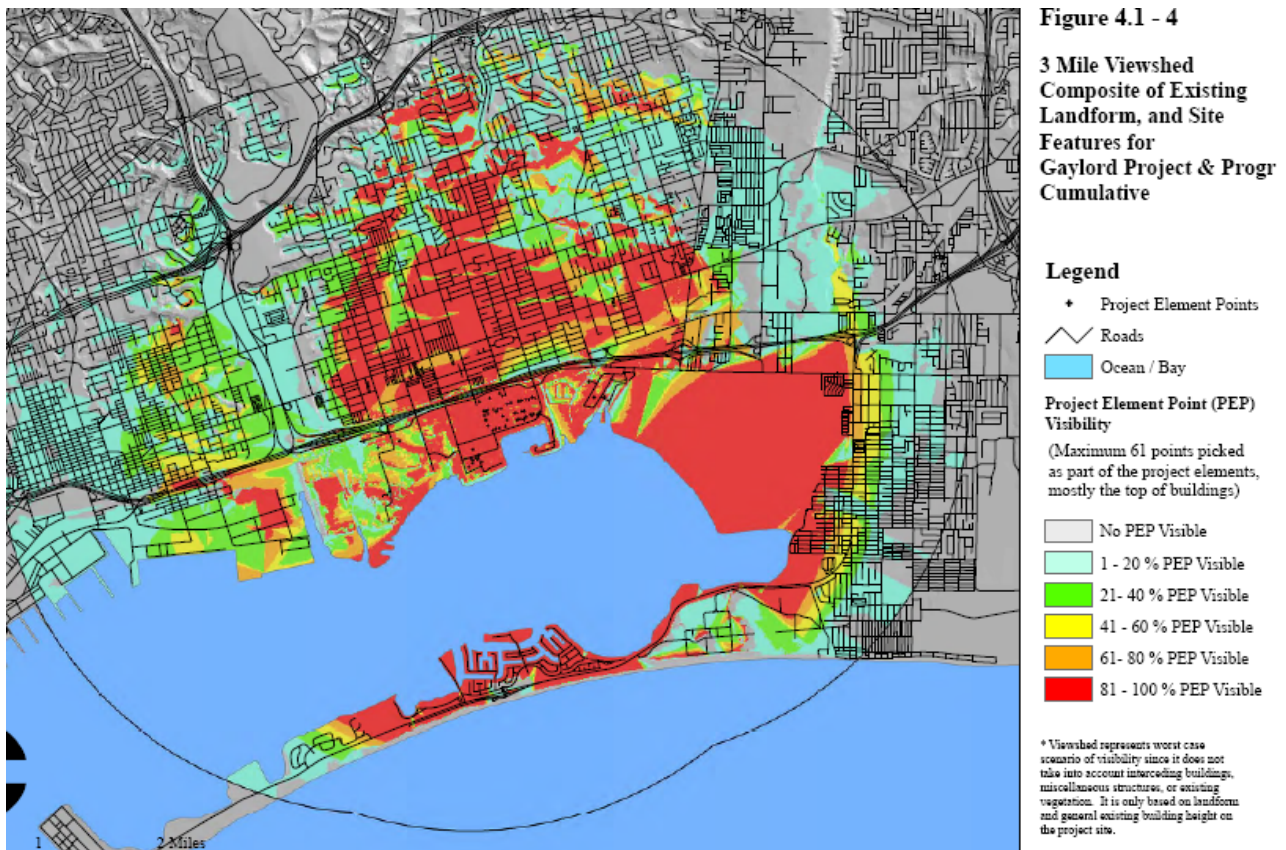 Figure 4.1 - 4
3 Mile Viewshed
Composite of Existing
Landform, and Site
Features for
Gaylord Project & Progr
Cumulative
Legend
Project Element Points
Roads
Ocean / Bay
Project Element Point (PEP)
Visibility
(Maximum 61 points picked
as part of the project elements,
mostly the top of buildings)
No PEP Visible
1 - 20 % PEP Visible
21- 40 % PEP Visible
41 - 60 % PEP Visible
61- 80 % PEP Visible
81 - 100 % PEP Visible
* Viewshed represents worst case
scenario of visibility since it does not
take into account interceding buildings,
miscellaneous structures, or existing
vegetation. It is only based on landform
and general existing building height on
the project site.
1 2 Miles